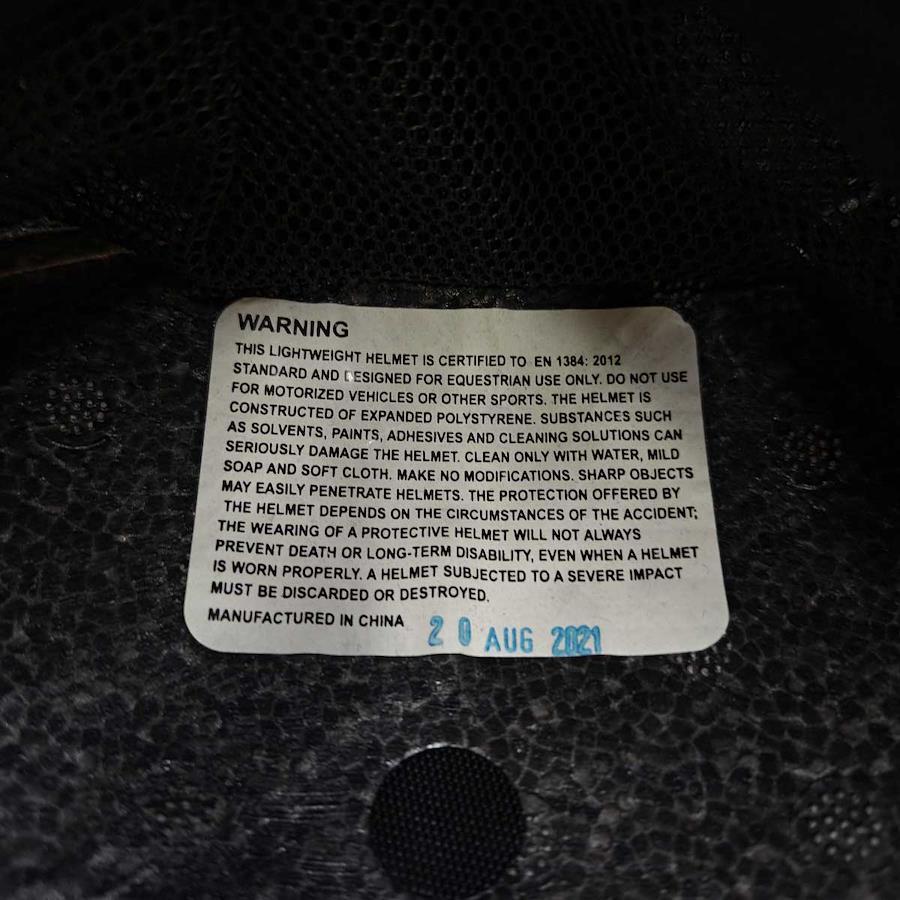 WARNING
THIS LIGHTWEIGHT HELMET IS CERTIFIED TO EN 1384: 2012
STANDARD AND DESIGNED FOR EQUESTRIAN USE ONLY. DO NOT USE
FOR MOTORIZED VEHICLES OR OTHER SPORTS. THE HELMET IS
CONSTRUCTED OF EXPANDED POLYSTYRENE. SUBSTANCES SUCH
AS SOLVENTS, PAINTS, ADHESIVES AND CLEANING SOLUTIONS CAN
SERIOUSLY DAMAGE THE HELMET. CLEAN ONLY WITH WATER, MILD
SOAP AND SOFT CLOTH. MAKE NO MODIFICATIONS. SHARP OBJECTS
MAY EASILY PENETRATE HELMETS. THE PROTECTION OFFERED BY
THE HELMET DEPENDS ON THE CIRCUMSTANCES OF THE ACCIDENT;
THE WEARING OF A PROTECTIVE HELMET WILL NOT ALWAYS
PREVENT DEATH OR LONG-TERM DISABILITY, EVEN WHEN A HELMET
IS WORN PROPERLY. A HELMET SUBJECTED TO A SEVERE IMPACT
MUST BE DISCARDED OR DESTROYED.
MANUFACTURED IN CHINA 20 AUG 2021